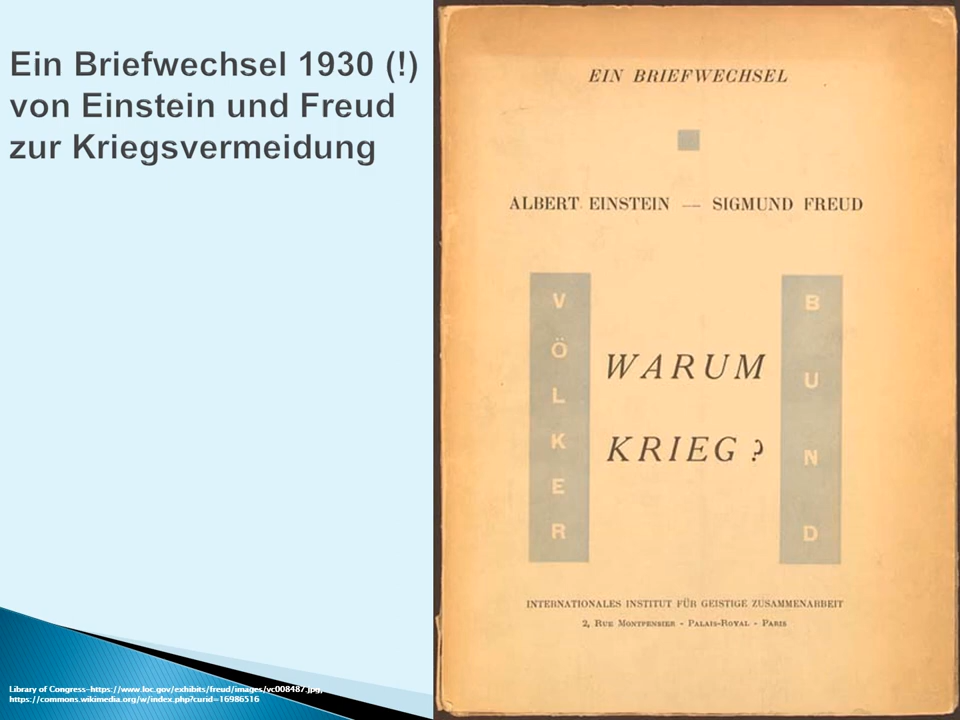 Ein Briefwechsel 1930 (!)
von Einstein und Freud
zur Kriegsvermeidung
EIN BRIEFWECHSEL
ALBERT EINSTEIN — SIGMUND FREUD
VÖLKER
BUND
WARUM
KRIEG ?
INTERNATIONALES INSTITUT FÜR GEISTIGE ZUSAMMENARBEIT
2, RUE MONTPENSIER - PALAIS-ROYAL - PARIS
Library of Congress-https://www.loc.gov/exhibits/freud/images/vc008487.jpg,
https://commons.wikimedia.org/w/index.php?curid=16986516